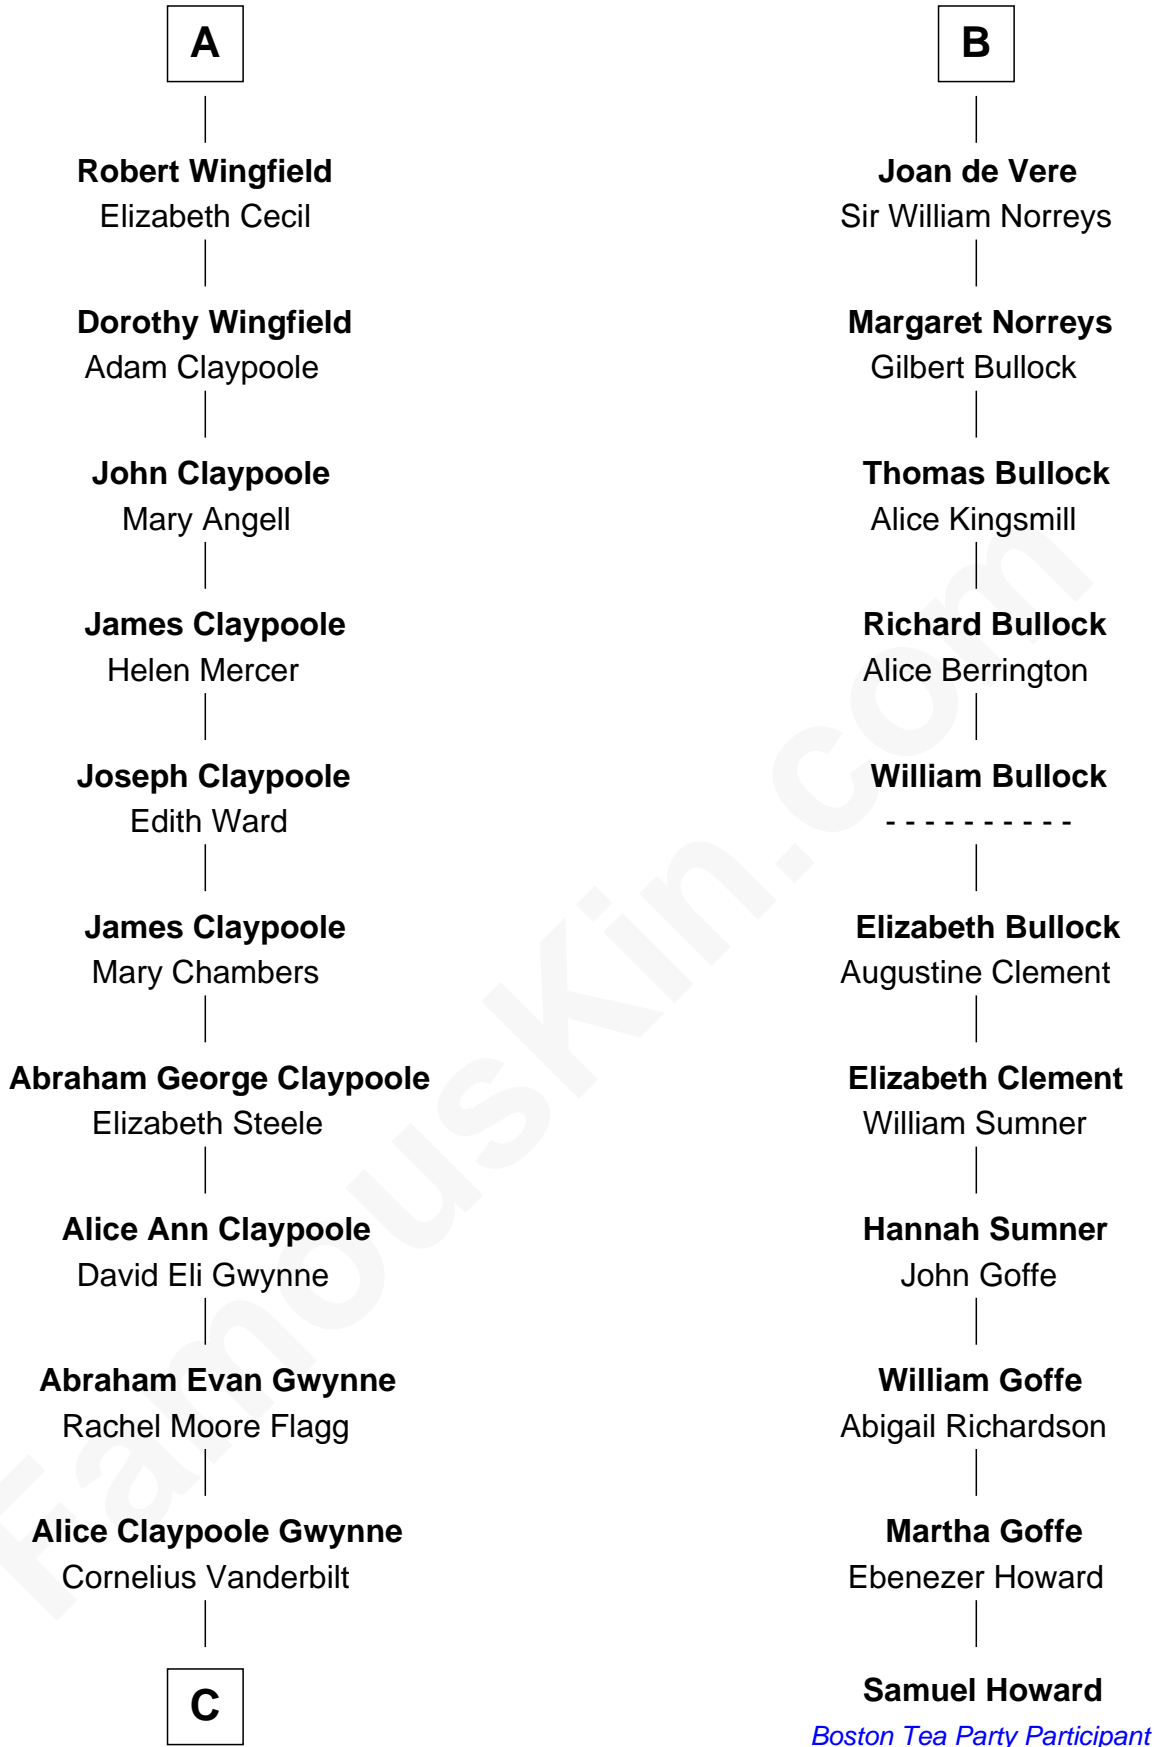 A
Robert Wingfield
Elizabeth Cecil
Dorothy Wingfield
Adam Claypoole
John Claypoole
Mary Angell
James Claypoole
Helen Mercer
Joseph Claypoole
Edith Ward
James Claypoole
Mary Chambers
Abraham George Claypoole
Elizabeth Steele
Alice Ann Claypoole
David Eli Gwynne
Abraham Evan Gwynne
Rachel Moore Flagg
Alice Claypoole Gwynne
Cornelius Vanderbilt
C
B
Joan de Vere
Sir William Norreys
Margaret Norreys
Gilbert Bullock
Thomas Bullock
Alice Kingsmill
Richard Bullock
Alice Berrington
William Bullock
- - - - - - - - - -
Elizabeth Bullock
Augustine Clement
Elizabeth Clement
William Sumner
Hannah Sumner
John Goffe
William Goffe
Abigail Richardson
Martha Goffe
Ebenezer Howard
Samuel Howard
Boston Tea Party Participant
FamousKin.com